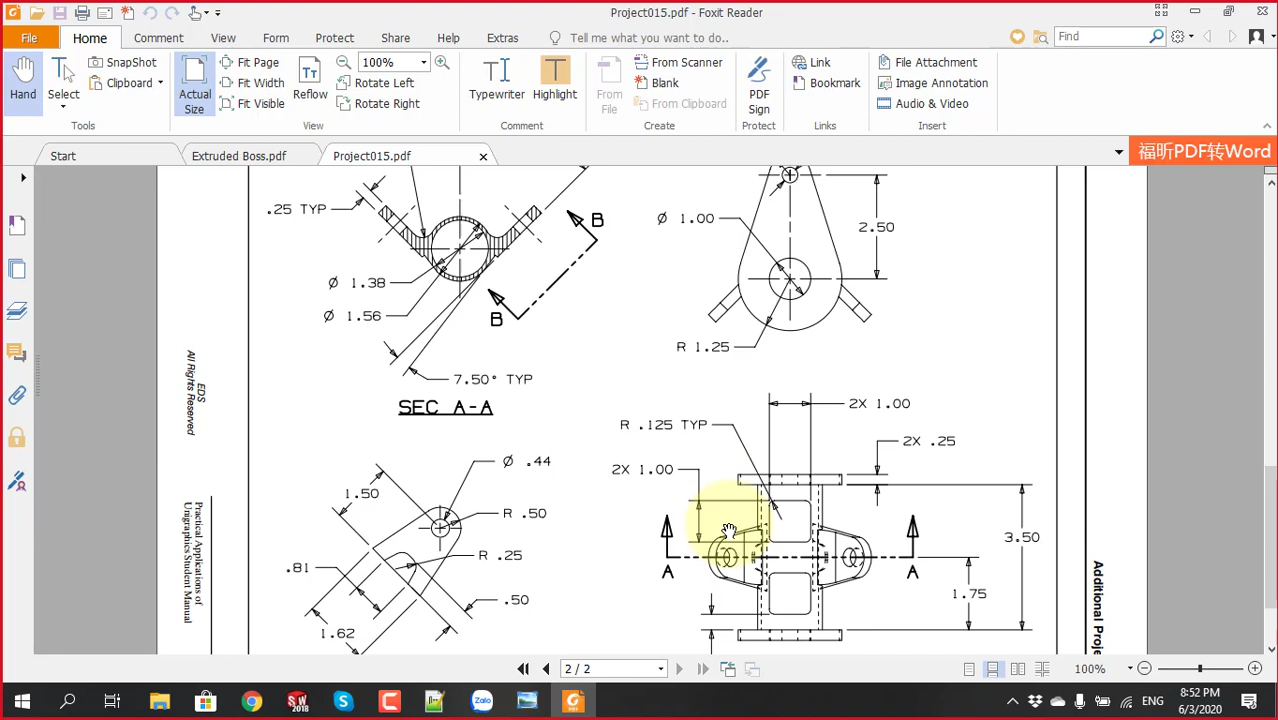 Project015.pdf - Foxit Reader
File
Home
Comment
View
Form
Protect
Share
Help
Extras
Tell me what you want to do...
Find
Hand
Select
SnapShot
Clipboard
Tools
Actual
Size
Fit Page
Fit Width
Fit Visible
Reflow
100%
Rotate Left
Rotate Right
View
Typewriter
Highlight
Comment
From
File
From Scanner
Blank
From Clipboard
Create
PDF
Sign
Protect
Link
Bookmark
Links
File Attachment
Image Annotation
Audio & Video
Insert
Start
Extruded Boss.pdf
Project015.pdf
福昕PDF转Word
.25 TYP
B
B
Ø 1.38
Ø 1.56
7.50° TYP
SEC A-A
Ø 1.00
2.50
R 1.25
EDS
All Rights Reserved
Practical Applications of
Unigraphics Student Manual
Additional Proje
Ø .44
1.50
R .50
R .25
.81
.50
1.62
2X 1.00
R .125 TYP
2X .25
2X 1.00
3.50
A
A
1.75
2 / 2
100%
SW
2018
ENG
8:52 PM
6/3/2020